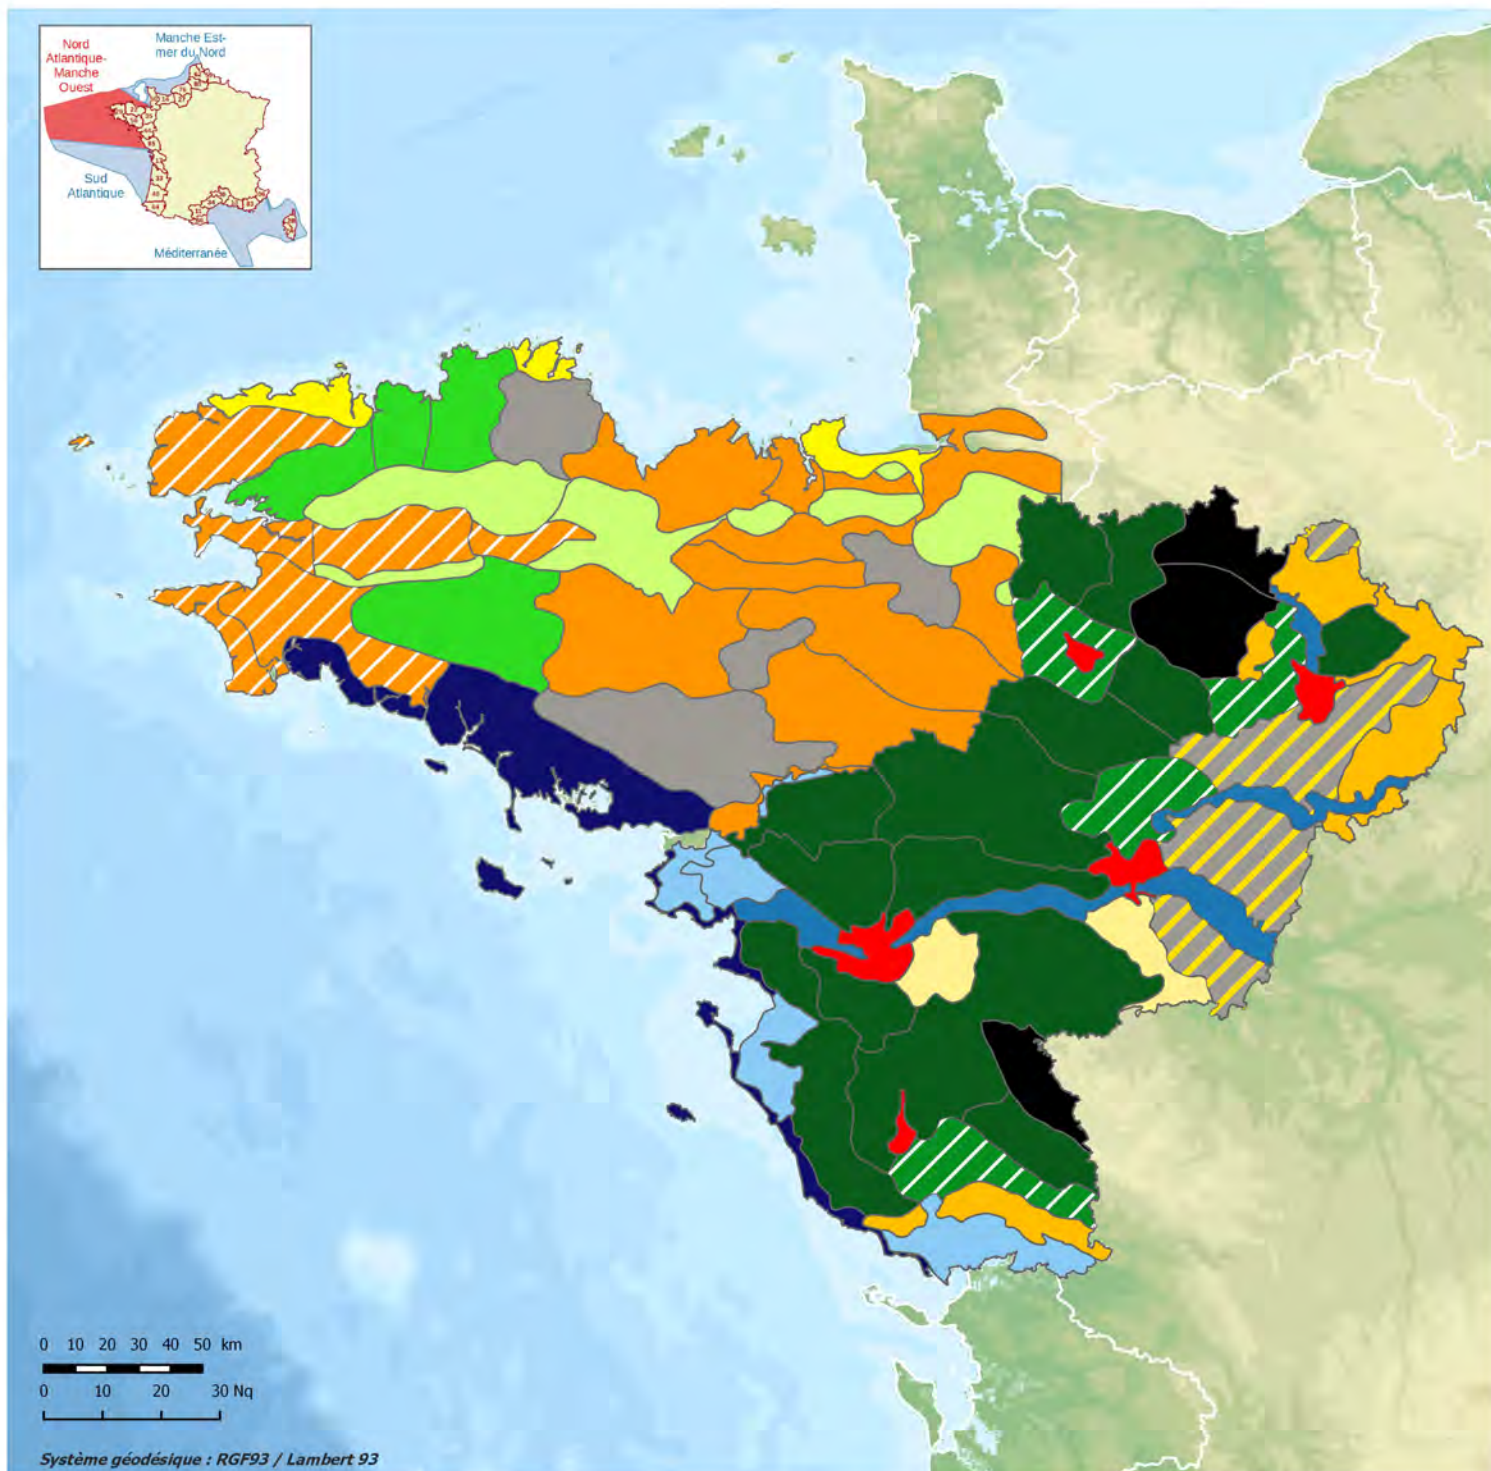 Manche Est-
mer du Nord
Nord
Atlantique-
Manche
Ouest
Sud
Atlantique
Méditerranée
0 10 20 30 40 50 km
0 10 20 30 Nq
Système géodésique : RGF93 / Lambert 93